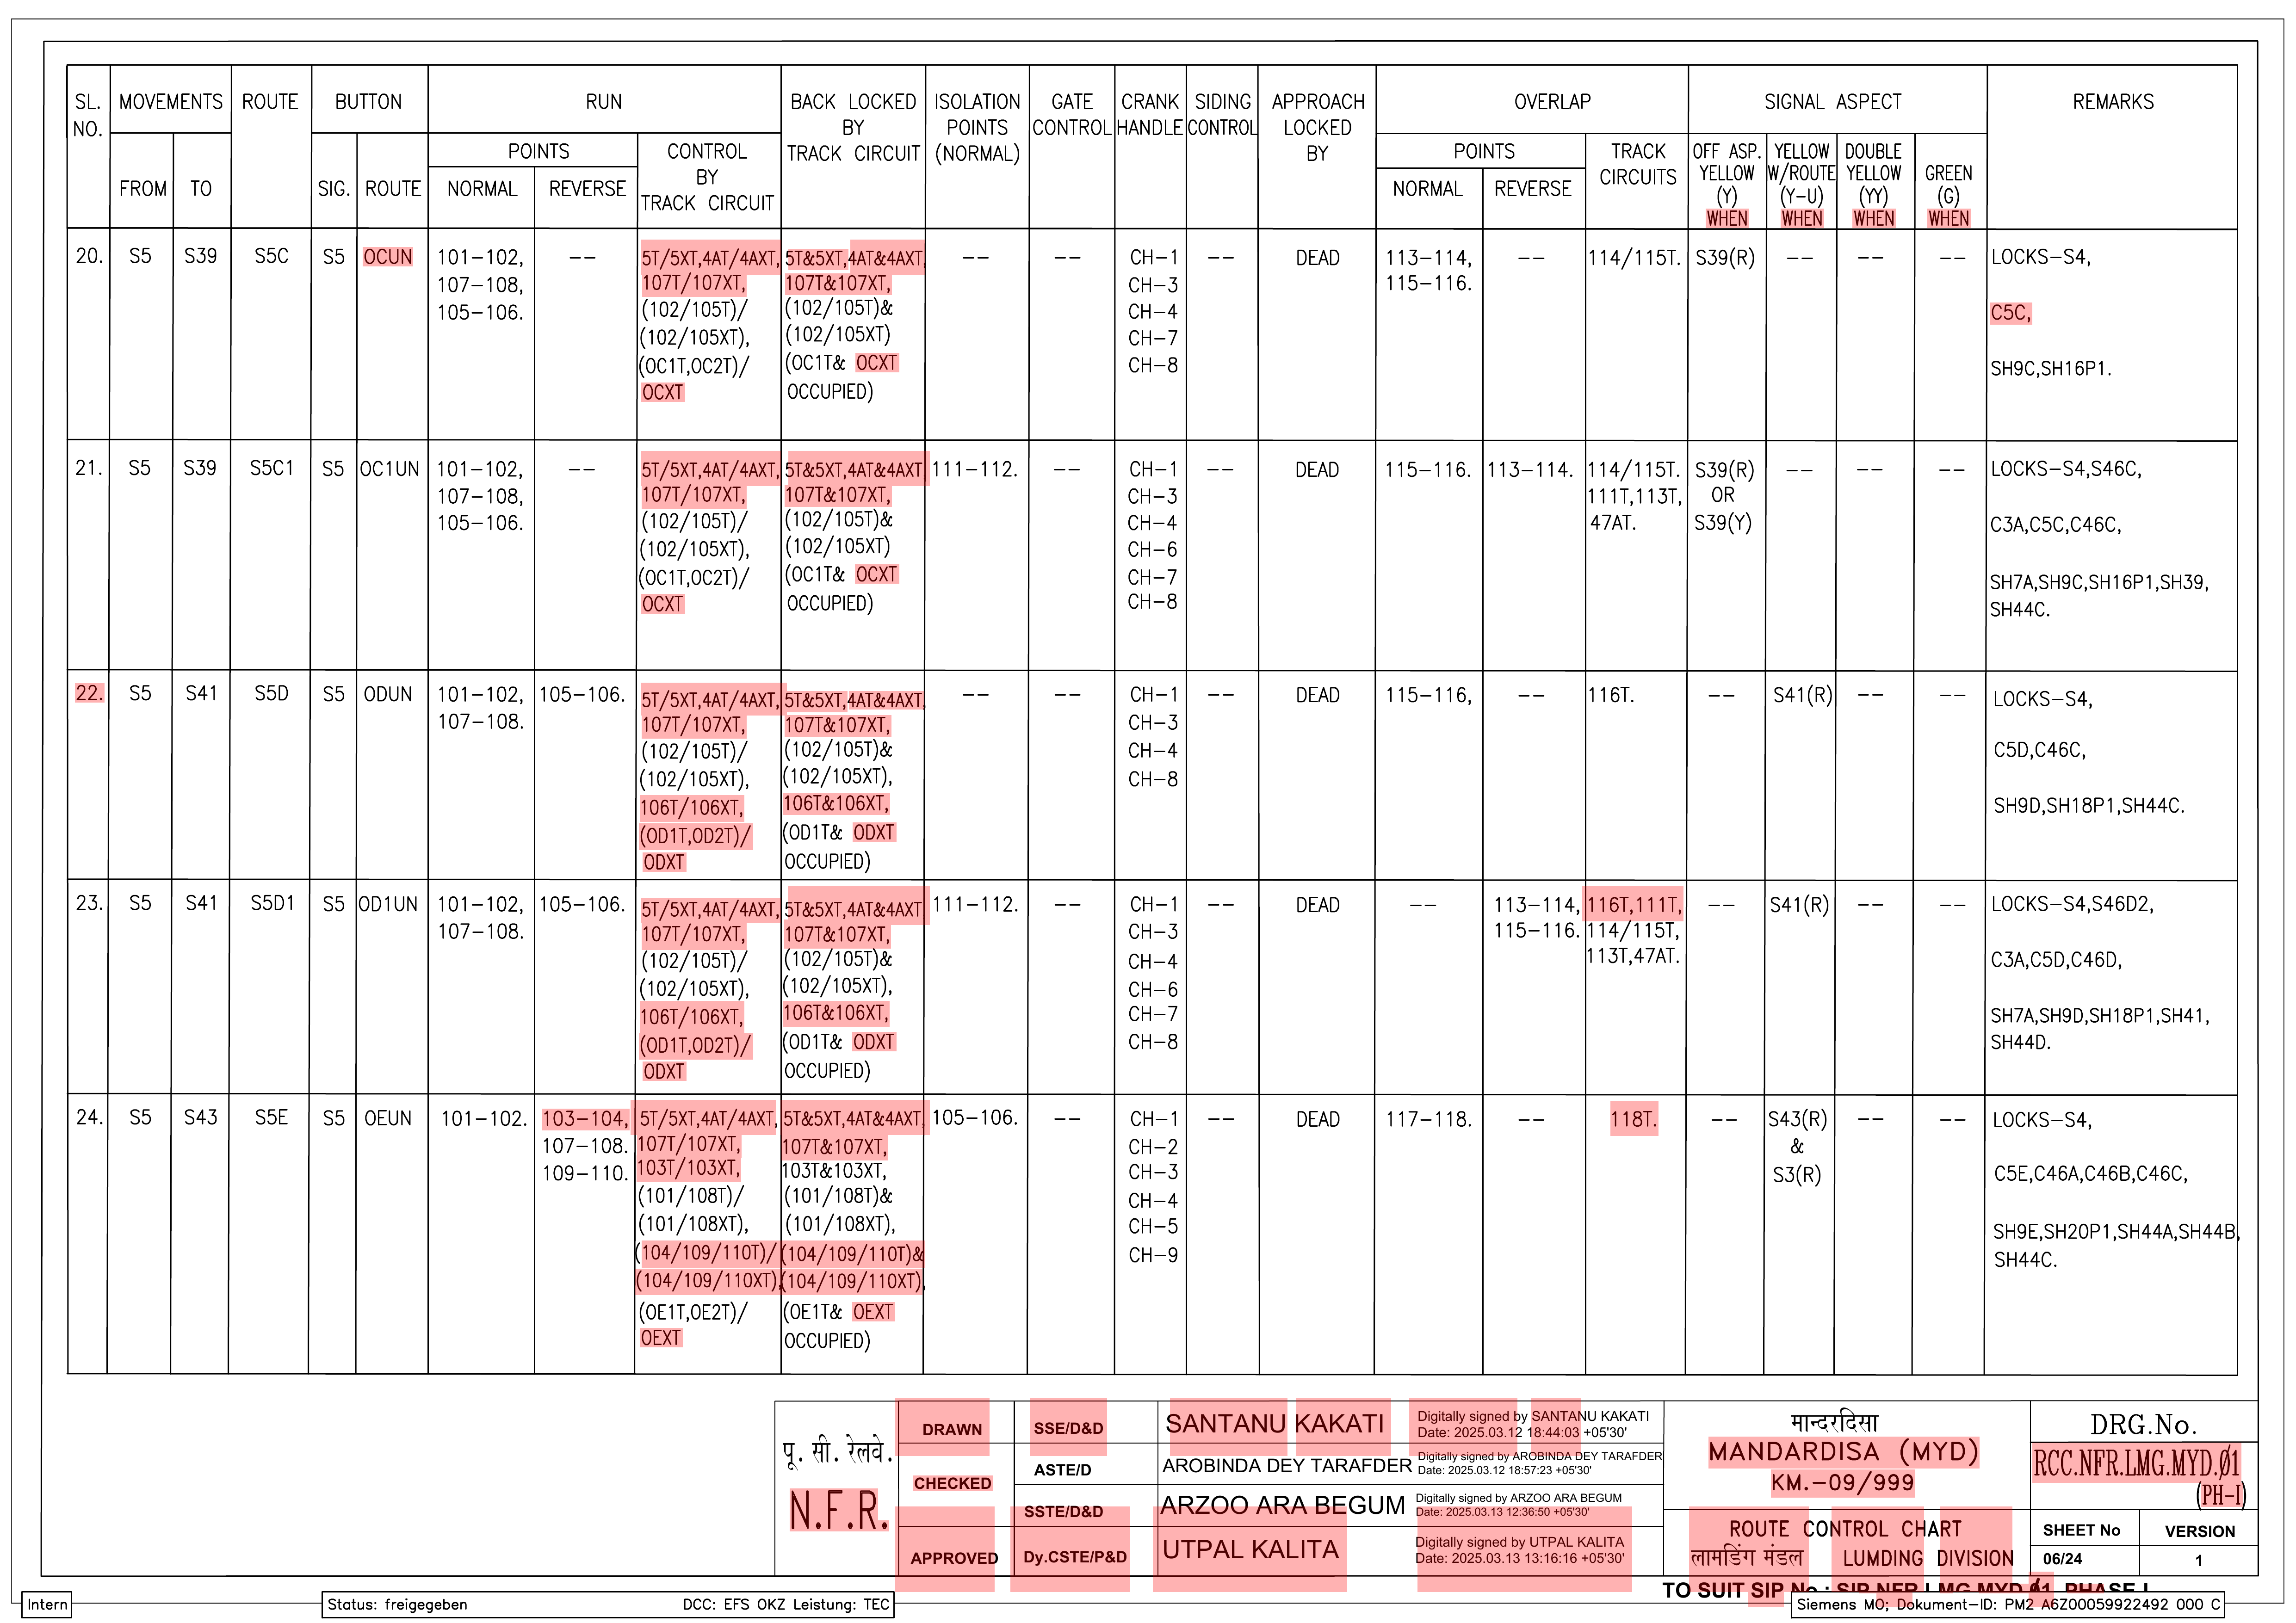 SL. NO. MOVEMENTS ROUTE BUTTON RUN BACK LOCKED BY TRACK CIRCUIT ISOLATION POINTS (NORMAL) GATE CONTROL CRANK HANDLE SIDING CONTROL APPROACH LOCKED BY OVERLAP SIGNAL ASPECT REMARKS
FROM TO SIG. ROUTE POINTS NORMAL REVERSE CONTROL BY TRACK CIRCUIT POINTS NORMAL REVERSE TRACK CIRCUITS OFF ASP. YELLOW (Y) WHEN YELLOW W/ROUTE (Y-U) WHEN DOUBLE YELLOW (YY) WHEN GREEN (G) WHEN
20. S5 S39 S5C S5 OCUN 101-102, -- 5T/5XT,4AT/4AXT, 5T&5XT,4AT&4AXT, -- -- CH-1 -- DEAD 113-114, -- 114/115T. S39(R) -- -- -- LOCKS-S4,
107-108, 107T/107XT, 107T&107XT, CH-3 115-116.
105-106. (102/105T)/ (102/105T)& CH-4 C5C,
(102/105XT), (102/105XT) CH-7
(OC1T,OC2T)/ (OC1T& OCXT CH-8 SH9C,SH16P1.
OCXT OCCUPIED)
21. S5 S39 S5C1 S5 OC1UN 101-102, -- 5T/5XT,4AT/4AXT, 5T&5XT,4AT&4AXT, 111-112. -- CH-1 -- DEAD 115-116. 113-114. 114/115T. S39(R) -- -- -- LOCKS-S4,S46C,
107-108, 107T/107XT, 107T&107XT, CH-3 111T,113T, OR
105-106. (102/105T)/ (102/105T)& CH-4 47AT. S39(Y) C3A,C5C,C46C,
(102/105XT), (102/105XT) CH-6
(OC1T,OC2T)/ (OC1T& OCXT CH-7 SH7A,SH9C,SH16P1,SH39,
OCXT OCCUPIED) CH-8 SH44C.
22. S5 S41 S5D S5 ODUN 101-102, 105-106. 5T/5XT,4AT/4AXT, 5T&5XT,4AT&4AXT, -- -- CH-1 -- DEAD 115-116, -- 116T. -- S41(R) -- -- LOCKS-S4,
107-108. 107T/107XT, 107T&107XT, CH-3
(102/105T)/ (102/105T)& CH-4 C5D,C46C,
(102/105XT), (102/105XT), CH-8
106T/106XT, 106T&106XT, SH9D,SH18P1,SH44C.
(OD1T,OD2T)/ (OD1T& ODXT
ODXT OCCUPIED)
23. S5 S41 S5D1 S5 OD1UN 101-102, 105-106. 5T/5XT,4AT/4AXT, 5T&5XT,4AT&4AXT, 111-112. -- CH-1 -- DEAD -- 113-114, 116T,111T, -- S41(R) -- -- LOCKS-S4,S46D2,
107-108. 107T/107XT, 107T&107XT, CH-3 115-116. 114/115T,
(102/105T)/ (102/105T)& CH-4 113T,47AT. C3A,C5D,C46D,
(102/105XT), (102/105XT), CH-6
106T/106XT, 106T&106XT, CH-7 SH7A,SH9D,SH18P1,SH41,
(OD1T,OD2T)/ (OD1T& ODXT CH-8 SH44D.
ODXT OCCUPIED)
24. S5 S43 S5E S5 OEUN 101-102. 103-104, 5T/5XT,4AT/4AXT, 5T&5XT,4AT&4AXT, 105-106. -- CH-1 -- DEAD 117-118. -- 118T. -- S43(R) -- -- LOCKS-S4,
107-108. 107T/107XT, 107T&107XT, CH-2 &
109-110. 103T/103XT, 103T&103XT, CH-3 S3(R) C5E,C46A,C46B,C46C,
(101/108T)/ (101/108T)& CH-4
(101/108XT), (101/108XT), CH-5 SH9E,SH20P1,SH44A,SH44B,
(104/109/110T)/ (104/109/110T)& CH-9 SH44C.
(104/109/110XT), (104/109/110XT),
(OE1T,OE2T)/ (OE1T& OEXT
OEXT OCCUPIED)
पू. सी. रेलवे.
N.F.R.
DRAWN SSE/D&D SANTANU KAKATI Digitally signed by SANTANU KAKATI
Date: 2025.03.12 18:44:03 +05'30'
CHECKED ASTE/D AROBINDA DEY TARAFDER Digitally signed by AROBINDA DEY TARAFDER
Date: 2025.03.12 18:57:23 +05'30'
SSTE/D&D ARZOO ARA BEGUM Digitally signed by ARZOO ARA BEGUM
Date: 2025.03.13 12:36:50 +05'30'
APPROVED Dy.CSTE/P&D UTPAL KALITA Digitally signed by UTPAL KALITA
Date: 2025.03.13 13:16:16 +05'30'
मान्दरदिसा
MANDARDISA (MYD)
KM.-09/999
ROUTE CONTROL CHART
लामडिंग मंडल LUMDING DIVISION
DRG.No.
RCC.NFR.LMG.MYD.Ø1
(PH-I)
SHEET No VERSION
06/24 1
TO SUIT SIP No.: SIP.NFR.LMG.MYD.Ø1, PHASE-I
Intern
Status: freigegeben DCC: EFS OKZ Leistung: TEC
Siemens MO; Dokument-ID: PM2 A6Z00059922492 000 C